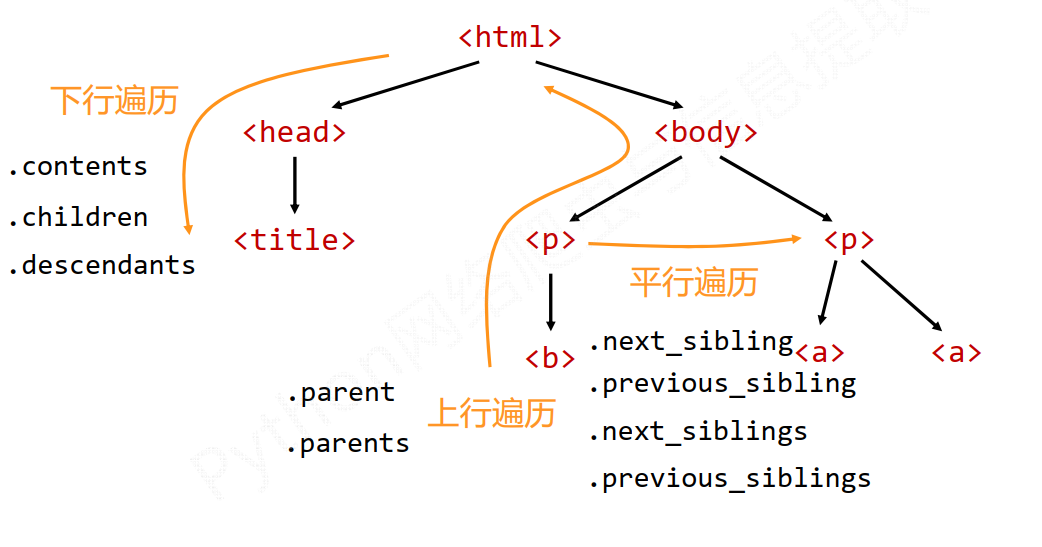 <html>
下行遍历
<head>
<body>
.contents
.children
.descendants
<title>
<p>
<p>
平行遍历
<b>
.next_sibling
<a>
<a>
.previous_sibling
.next_siblings
.previous_siblings
.parent
.parents
上行遍历
Python网络爬虫与信息提取